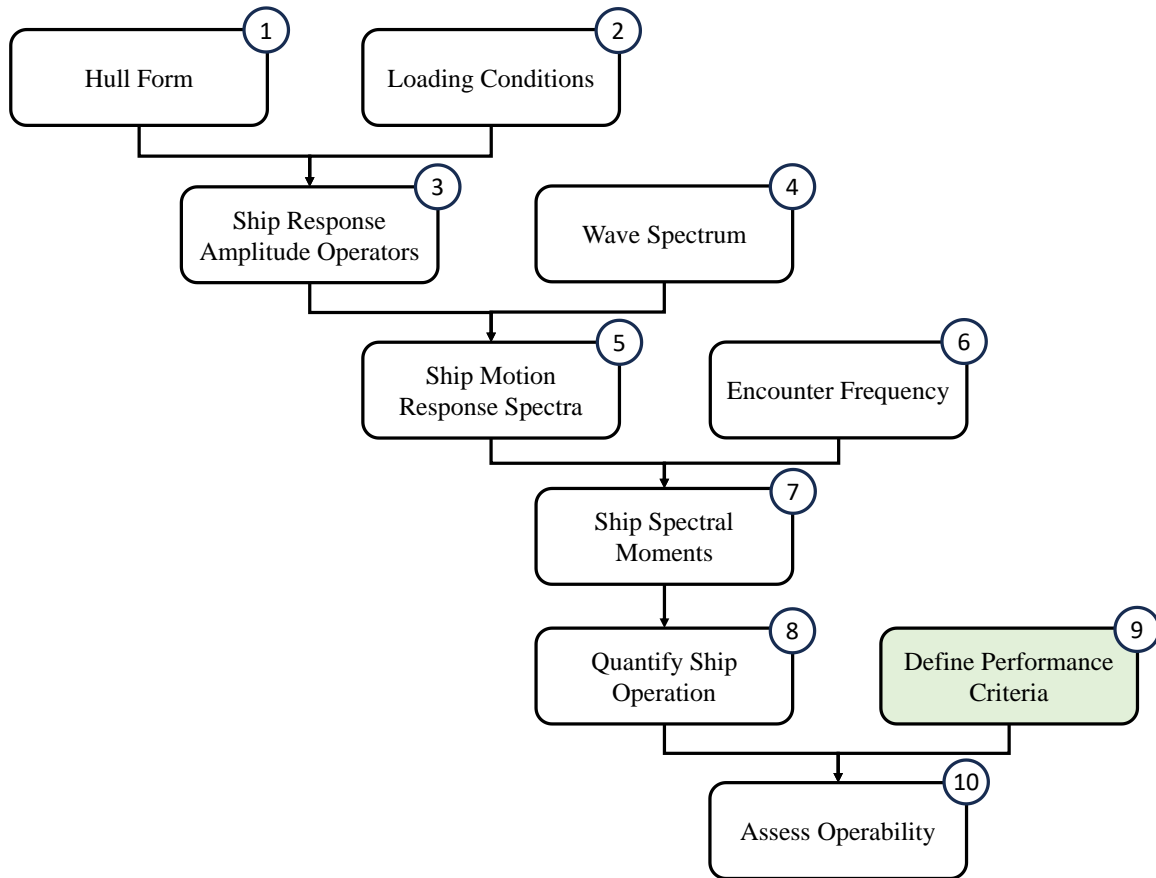 1
Hull Form
2
Loading Conditions
3
Ship Response
Amplitude Operators
4
Wave Spectrum
5
Ship Motion
Response Spectra
6
Encounter Frequency
7
Ship Spectral
Moments
8
Quantify Ship
Operation
9
Define Performance
Criteria
10
Assess Operability